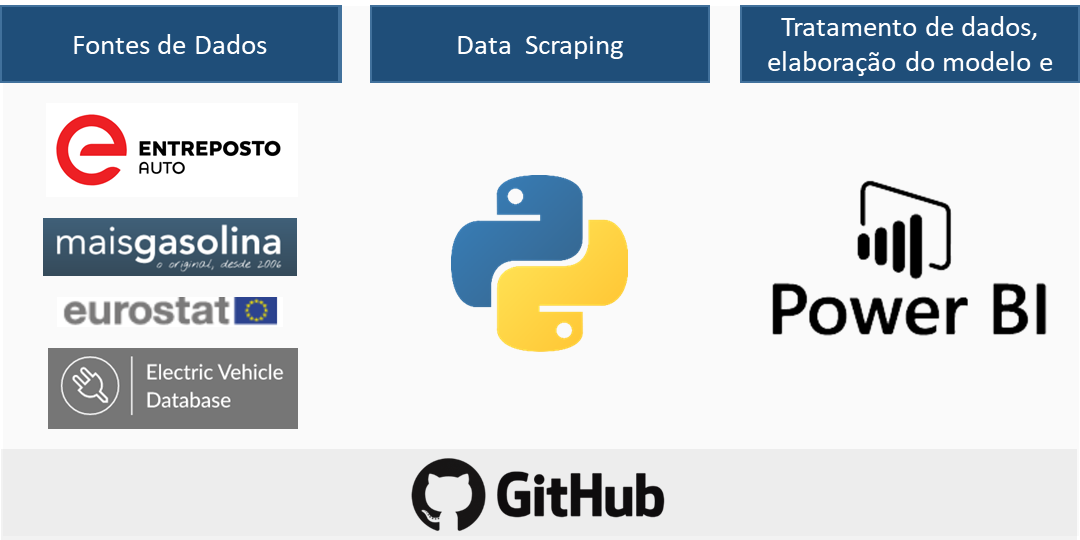 Fontes de Dados
Data Scraping
Tratamento de dados,
elaboração do modelo e
ENTREPOSTO
AUTO
maisgasolina
o original, desde 2006
eurostat
Electric Vehicle
Database
Power BI
GitHub